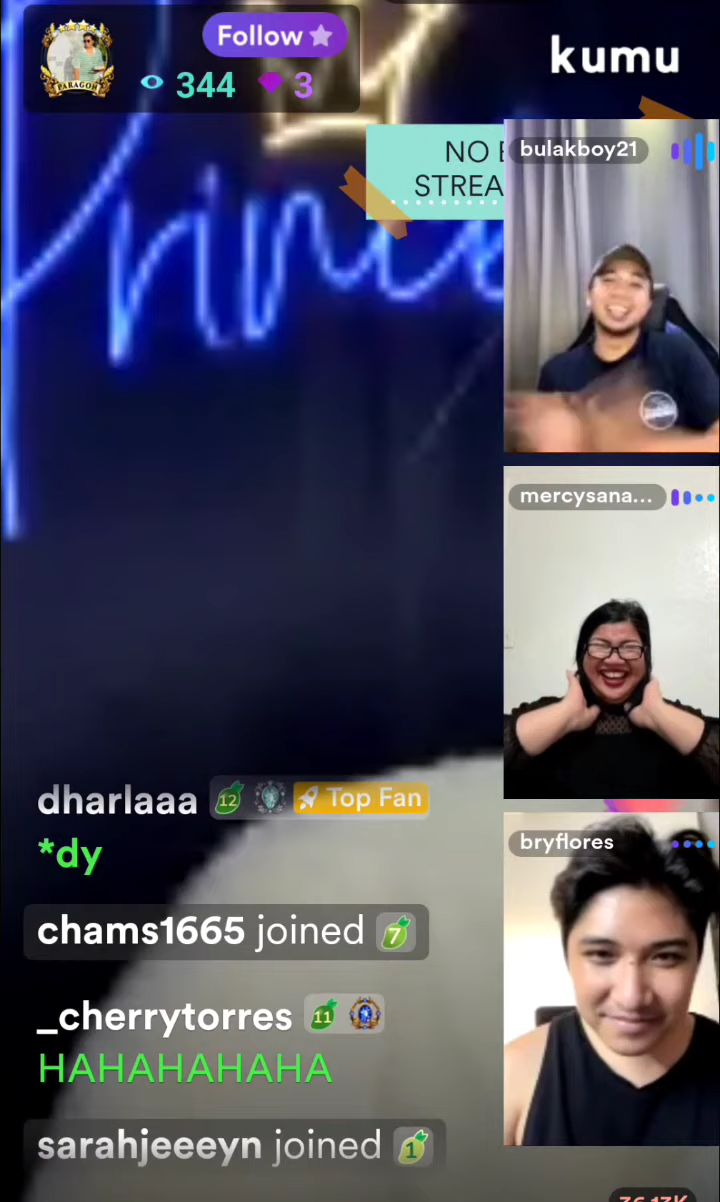 Follow
kumu
344
3
PARAGON
NO
STREA
bulakboy21
mercysana...
bryflores
dharlaaa 12 Top Fan
*dy
chams1665 joined 7
_cherrytorres 11
HAHAHAHAHA
sarahjeeeyn joined 1